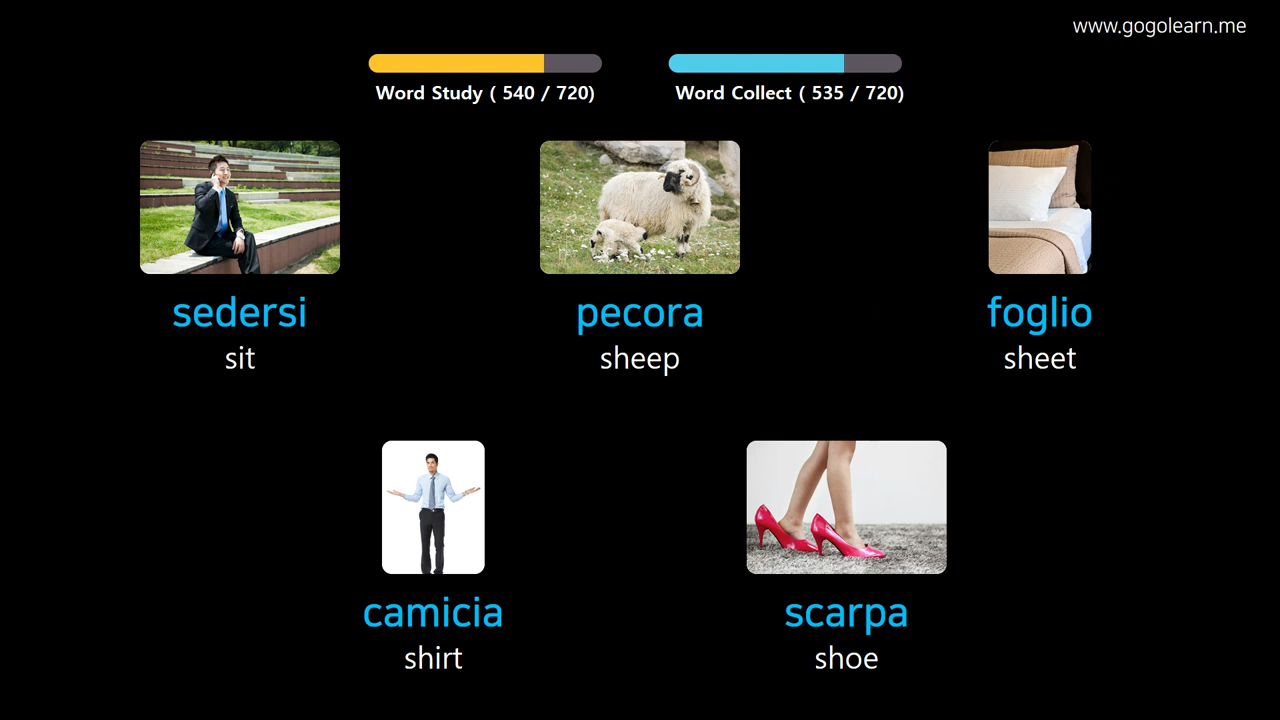 www.gogolearn.me
Word Study ( 540 / 720)
Word Collect ( 535 / 720)
sedersi
sit
pecora
sheep
foglio
sheet
camicia
shirt
scarpa
shoe